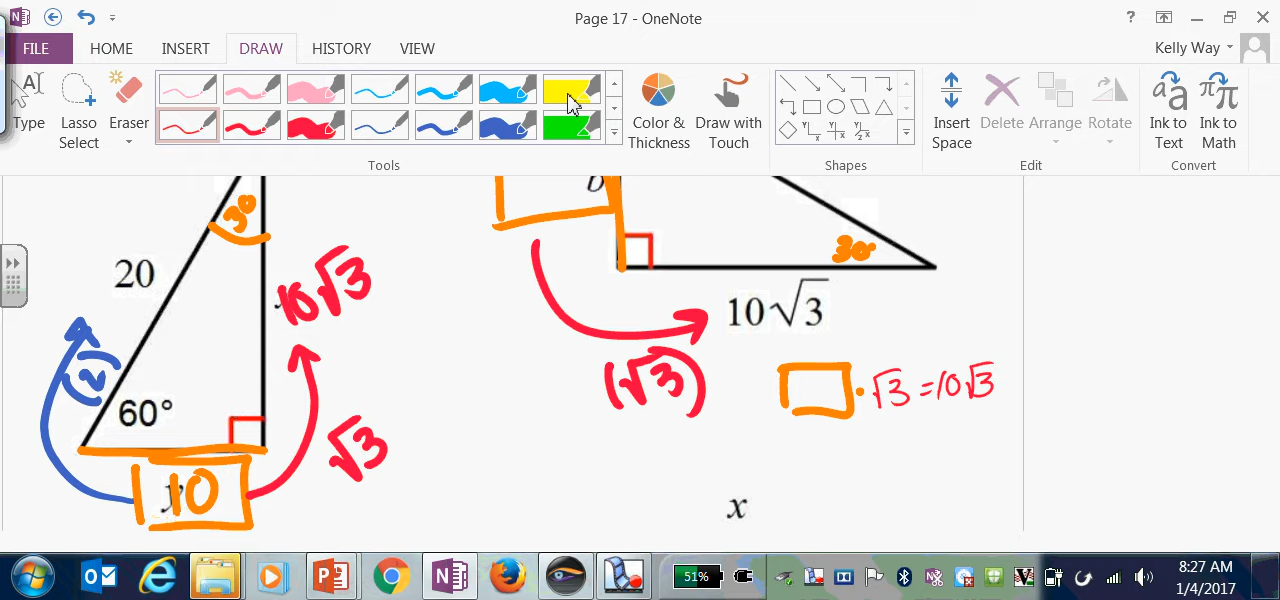 Page 17 - OneNote
?
FILE HOME INSERT DRAW HISTORY VIEW
Kelly Way
Type
Lasso Select
Eraser
Color & Thickness
Draw with Touch
Insert Space
Delete
Arrange
Rotate
Ink to Text
Ink to Math
Tools
Shapes
Edit
Convert
30°
20
10√3
(2)
60°
10
√3
b
30°
10√3
(√3)
· √3 = 10√3
x
51%
8:27 AM
1/4/2017